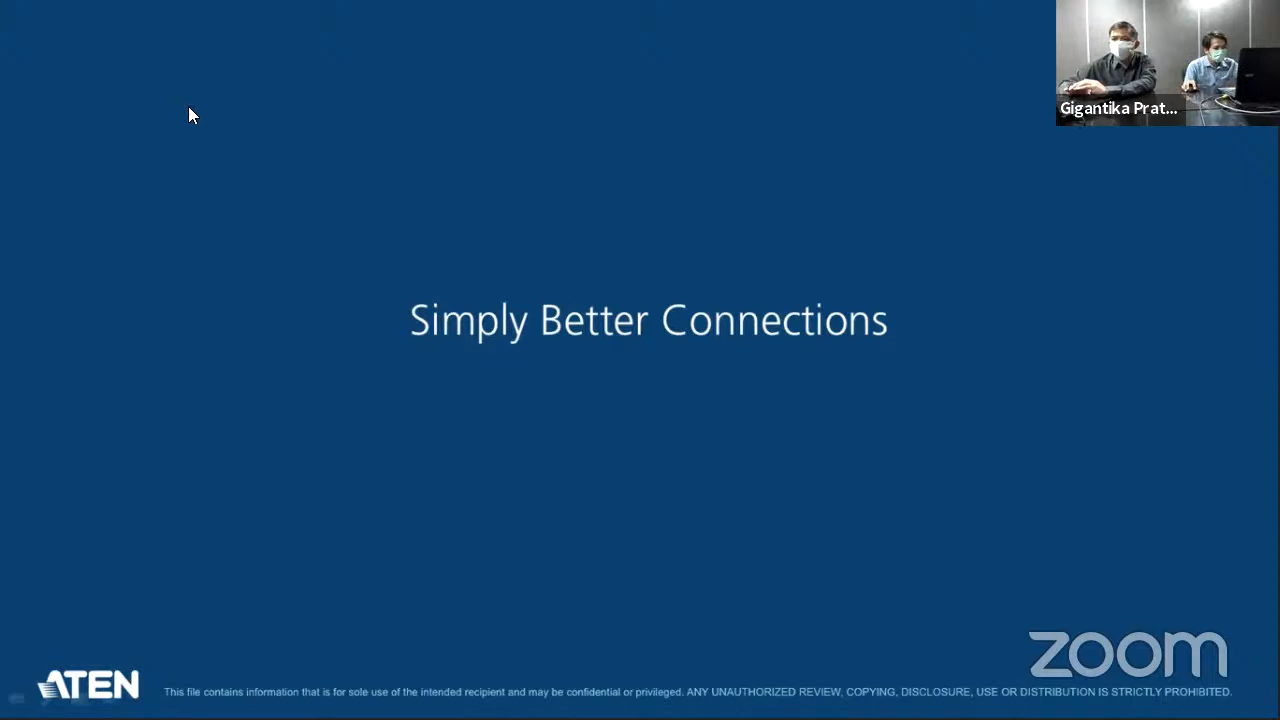 Gigantika Prat...
Simply Better Connections
zoom
ATEN
This file contains information that is for sole use of the intended recipient and may be confidential or privileged. ANY UNAUTHORIZED REVIEW, COPYING, DISCLOSURE, USE OR DISTRIBUTION IS STRICTLY PROHIBITED.